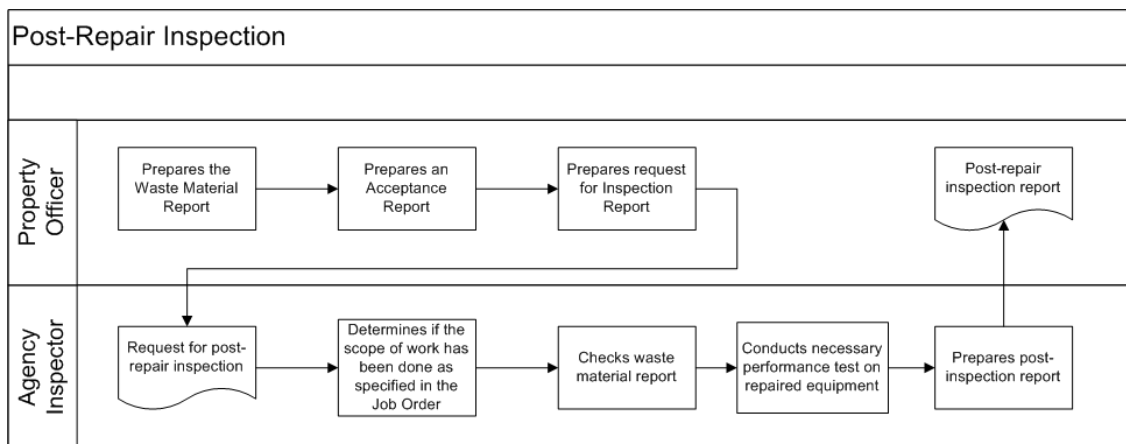 Post-Repair Inspection
Property
Officer
Prepares the
Waste Material
Report
Prepares an
Acceptance
Report
Prepares request
for Inspection
Report
Post-repair
inspection report
Agency
Inspector
Request for post-
repair inspection
Determines if the
scope of work has
been done as
specified in the
Job Order
Checks waste
material report
Conducts necessary
performance test on
repaired equipment
Prepares post-
inspection report